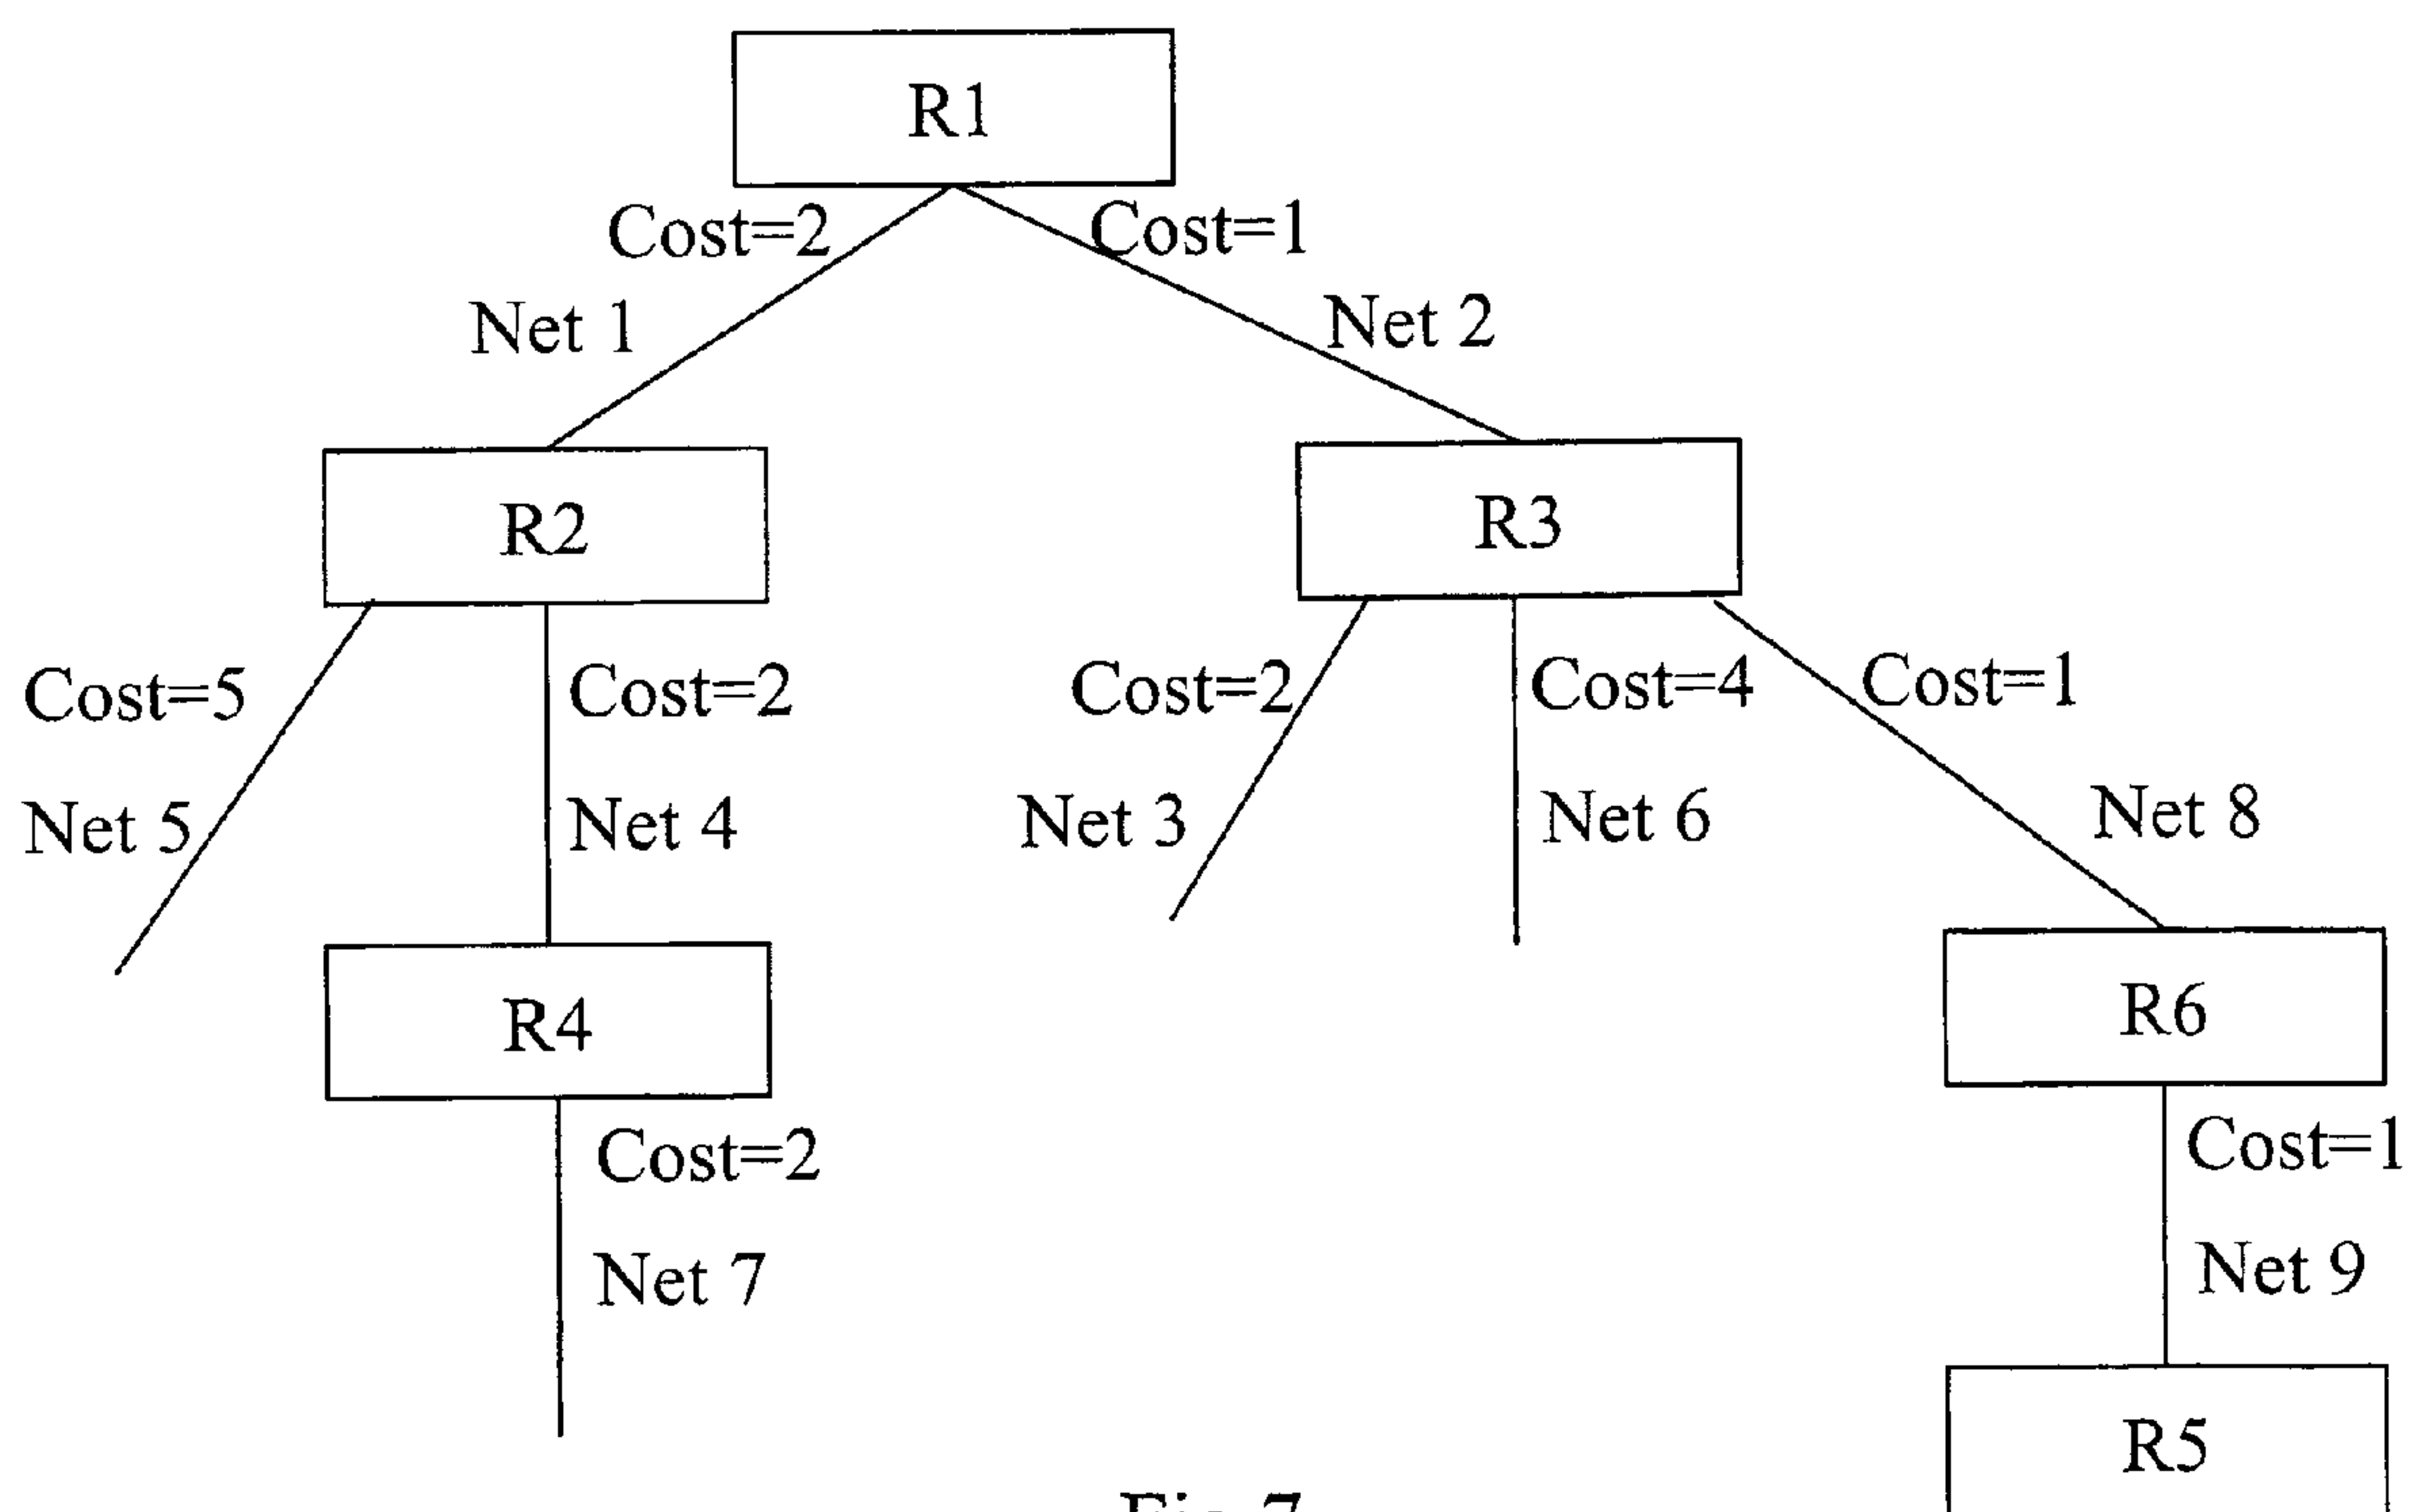 R1
Cost=2
Cost=1
Net 1
Net 2
R2
R3
Cost=5
Cost=2
Cost=2
Cost=4
Cost=1
Net 5
Net 4
Net 3
Net 6
Net 8
R4
R6
Cost=2
Cost=1
Net 7
Net 9
R5